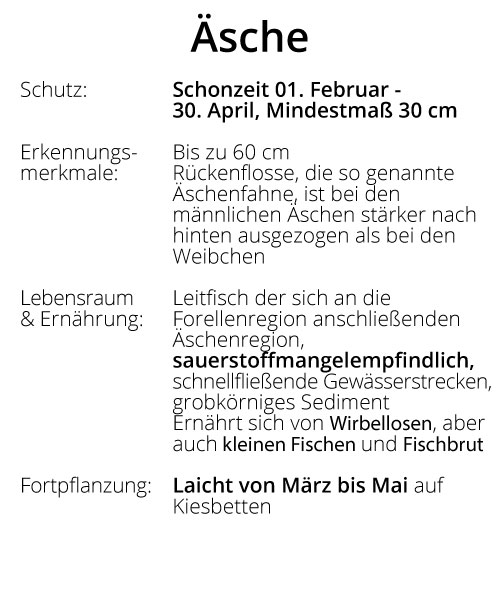 Äsche
Schutz: Schonzeit 01. Februar -
30. April, Mindestmaß 30 cm
Erkennungs- Bis zu 60 cm
merkmale: Rückenflosse, die so genannte
Äschenfahne, ist bei den
männlichen Äschen stärker nach
hinten ausgezogen als bei den
Weibchen
Lebensraum Leitfisch der sich an die
& Ernährung: Forellenregion anschließenden
Äschenregion,
sauerstoffmangelempfindlich,
schnellfließende Gewässerstrecken,
grobkörniges Sediment
Ernährt sich von Wirbellosen, aber
auch kleinen Fischen und Fischbrut
Fortpflanzung: Laicht von März bis Mai auf
Kiesbetten